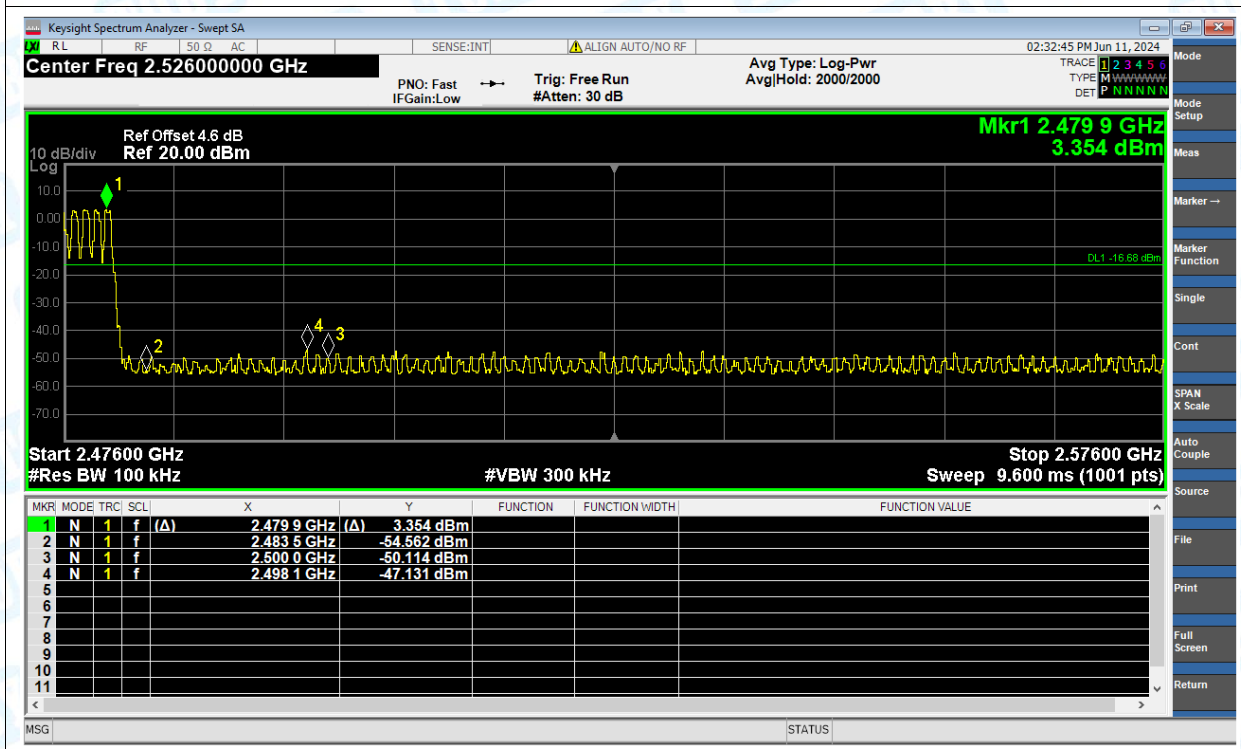 Keysight Spectrum Analyzer - Swept SA
LXI RL RF 50 Ω AC SENSE:INT ALIGN AUTO/NO RF 02:32:45 PM Jun 11, 2024
Center Freq 2.526000000 GHz
PNO: Fast
IFGain:Low
Trig: Free Run
#Atten: 30 dB
Avg Type: Log-Pwr
Avg|Hold: 2000/2000
TRACE 1 2 3 4 5 6
TYPE M WWWWW
DET P N N N N N
Mkr1 2.479 9 GHz
3.354 dBm
Ref Offset 4.6 dB
10 dB/div Ref 20.00 dBm
Log
10.0
0.00
-10.0
-20.0
-30.0
-40.0
-50.0
-60.0
-70.0
1
2
4
3
DL1 -16.68 dBm
Start 2.47600 GHz Stop 2.57600 GHz
#Res BW 100 kHz #VBW 300 kHz Sweep 9.600 ms (1001 pts)
MKR MODE TRC SCL X Y FUNCTION FUNCTION WIDTH FUNCTION VALUE
1 N 1 f (Δ) 2.479 9 GHz (Δ) 3.354 dBm
2 N 1 f 2.483 5 GHz -54.562 dBm
3 N 1 f 2.500 0 GHz -50.114 dBm
4 N 1 f 2.498 1 GHz -47.131 dBm
5
6
7
8
9
10
11
MSG STATUS
Mode
Mode
Setup
Meas
Marker →
Marker
Function
Single
Cont
SPAN
X Scale
Auto
Couple
Source
File
Print
Full
Screen
Return